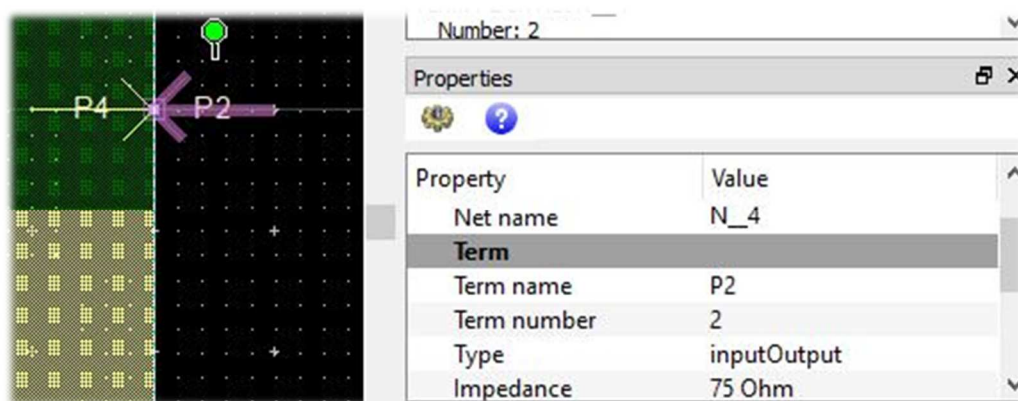 Number: 2
P4
P2
Properties
Property Value
Net name N__4
Term
Term name P2
Term number 2
Type inputOutput
Impedance 75 Ohm